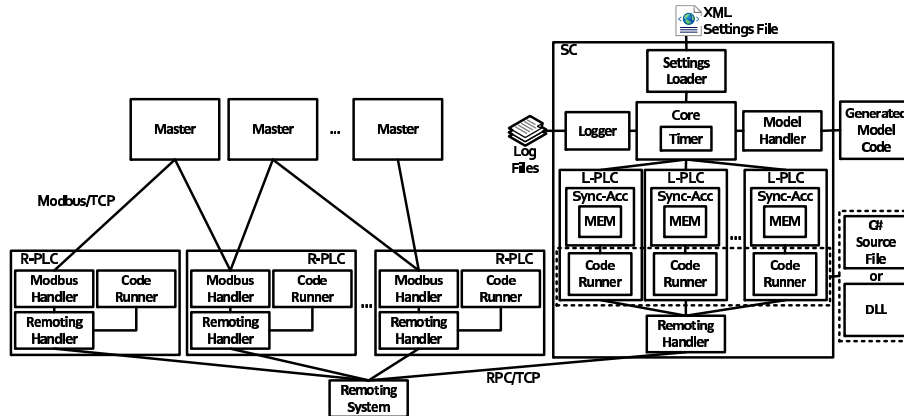 XML
Settings File
SC
Settings
Loader
Master
Master
...
Master
Log
Files
Logger
Core
Timer
Model
Handler
Generated
Model
Code
L-PLC
Sync-Acc
MEM
Code
Runner
L-PLC
Sync-Acc
MEM
Code
Runner
...
L-PLC
Sync-Acc
MEM
Code
Runner
C#
Source
File
or
DLL
Modbus/TCP
R-PLC
Modbus
Handler
Code
Runner
Remoting
Handler
R-PLC
Modbus
Handler
Code
Runner
Remoting
Handler
...
R-PLC
Modbus
Handler
Code
Runner
Remoting
Handler
Remoting
Handler
RPC/TCP
Remoting
System